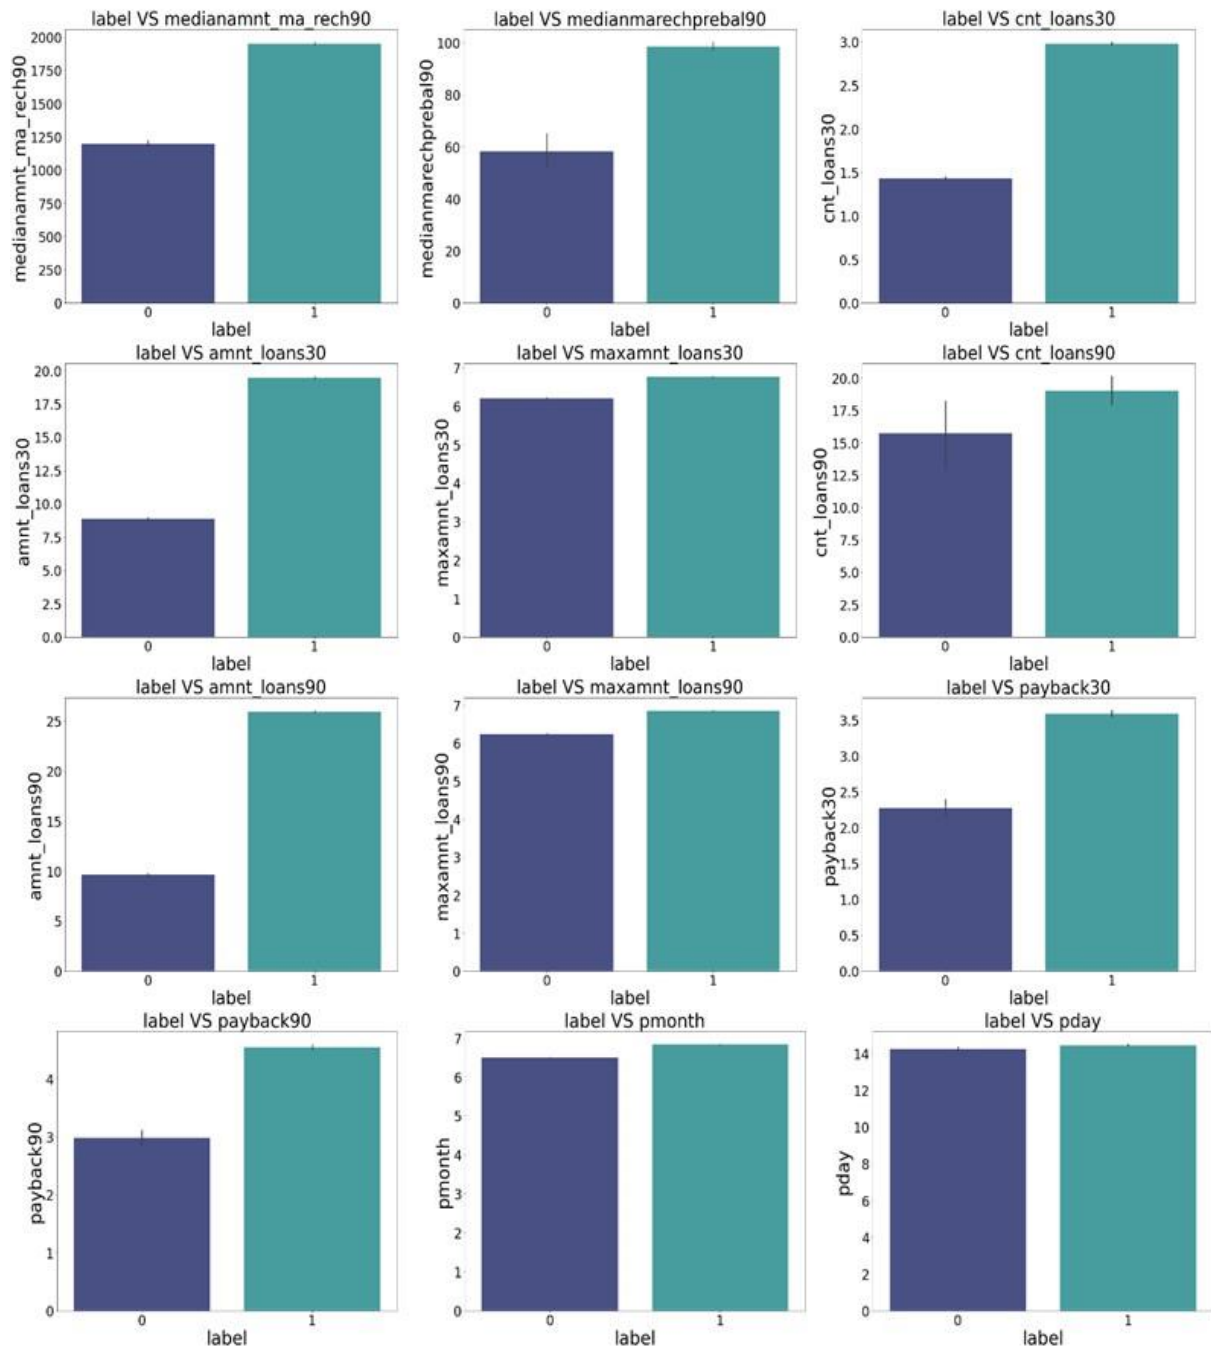 label VS medianamnt_ma_rech90
medianamnt_ma_rech90
2000
1750
1500
1250
1000
750
500
250
0
0 1
label
label VS medianmarechprebal90
medianmarechprebal90
100
80
60
40
20
0
0 1
label
label VS cnt_loans30
cnt_loans30
3.0
2.5
2.0
1.5
1.0
0.5
0.0
0 1
label
label VS amnt_loans30
amnt_loans30
20.0
17.5
15.0
12.5
10.0
7.5
5.0
2.5
0.0
0 1
label
label VS maxamnt_loans30
maxamnt_loans30
7
6
5
4
3
2
1
0
0 1
label
label VS cnt_loans90
cnt_loans90
20.0
17.5
15.0
12.5
10.0
7.5
5.0
2.5
0.0
0 1
label
label VS amnt_loans90
amnt_loans90
25
20
15
10
5
0
0 1
label
label VS maxamnt_loans90
maxamnt_loans90
7
6
5
4
3
2
1
0
0 1
label
label VS payback30
payback30
3.5
3.0
2.5
2.0
1.5
1.0
0.5
0.0
0 1
label
label VS payback90
payback90
4
3
2
1
0
0 1
label
label VS pmonth
pmonth
7
6
5
4
3
2
1
0
0 1
label
label VS pday
pday
14
12
10
8
6
4
2
0
0 1
label